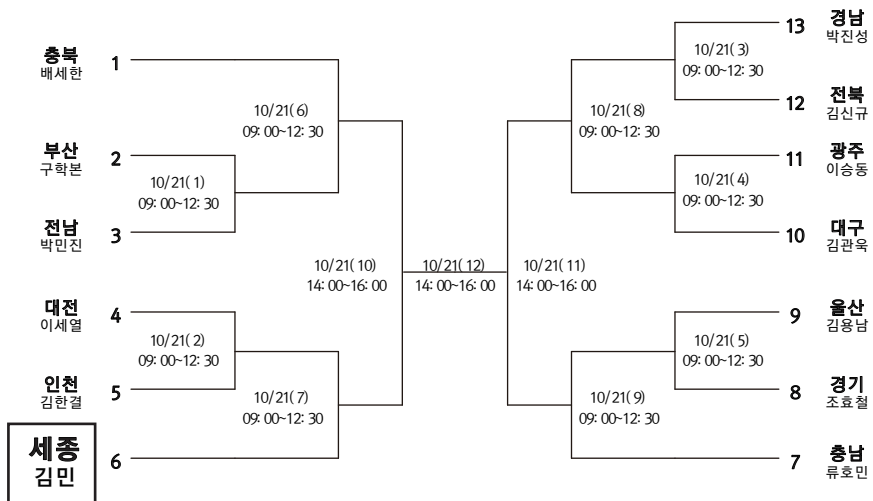 충북
배세한
1
10/21(6)
09:00~12:30
부산
구학본
2
10/21(1)
09:00~12:30
전남
박민진
3
10/21(10)
14:00~16:00
대전
이세열
4
10/21(2)
09:00~12:30
인천
김한결
5
10/21(7)
09:00~12:30
세종
김민
6
10/21(12)
14:00~16:00
13
경남
박진성
10/21(3)
09:00~12:30
12
전북
김신규
10/21(8)
09:00~12:30
11
광주
이승동
10/21(4)
09:00~12:30
10
대구
김관욱
10/21(11)
14:00~16:00
9
울산
김용남
10/21(5)
09:00~12:30
8
경기
조효철
10/21(9)
09:00~12:30
7
충남
류호민